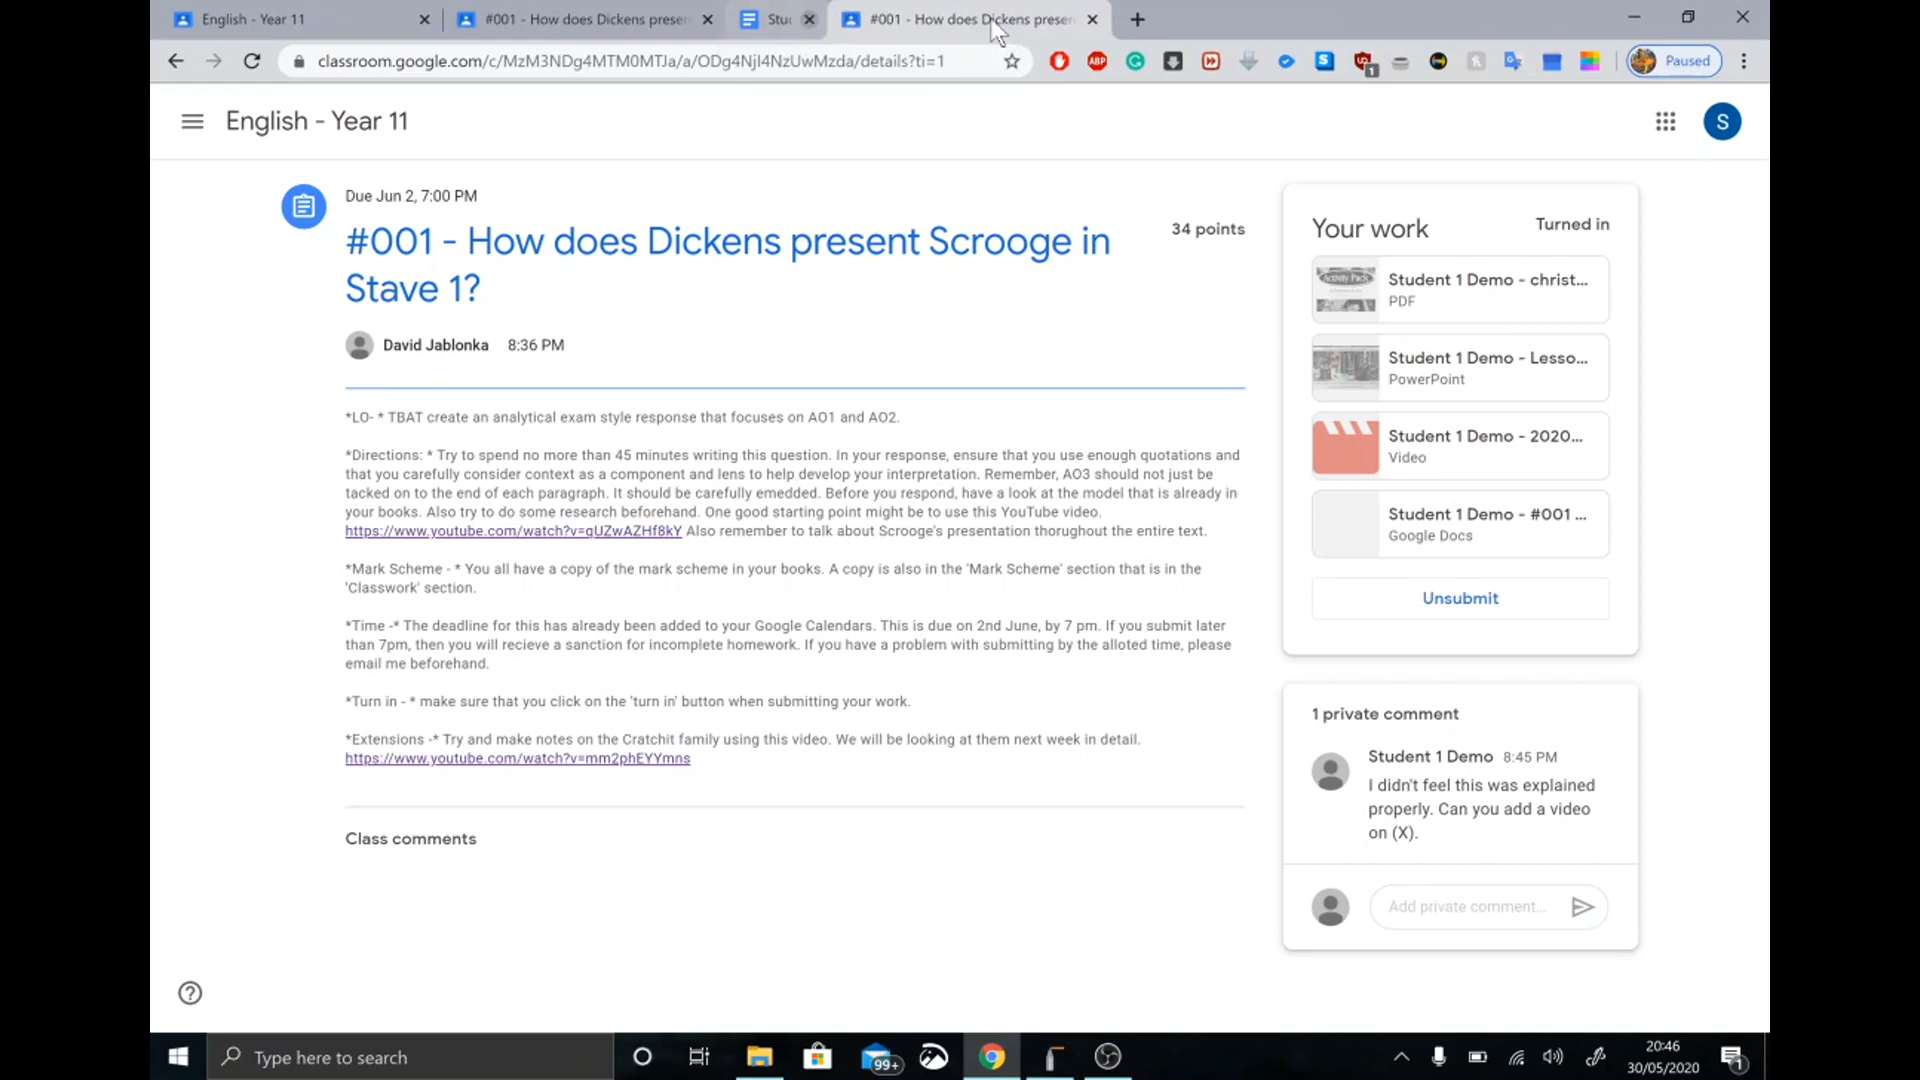 English - Year 11
#001 - How does Dickens presen
Stu
#001 - How does Dickens presen
classroom.google.com/c/MzM3NDg4MTM0MTJa/a/ODg4NjI4NzUwMzda/details?ti=1
ABP
1
Paused
English - Year 11
S
Due Jun 2, 7:00 PM
#001 - How does Dickens present Scrooge in
Stave 1?
34 points
David Jablonka 8:36 PM
*LO- * TBAT create an analytical exam style response that focuses on AO1 and AO2.
*Directions: * Try to spend no more than 45 minutes writing this question. In your response, ensure that you use enough quotations and
that you carefully consider context as a component and lens to help develop your interpretation. Remember, AO3 should not just be
tacked on to the end of each paragraph. It should be carefully emedded. Before you respond, have a look at the model that is already in
your books. Also try to do some research beforehand. One good starting point might be to use this YouTube video.
https://www.youtube.com/watch?v=qUZwAZHf8kY Also remember to talk about Scrooge's presentation thorughout the entire text.
*Mark Scheme - * You all have a copy of the mark scheme in your books. A copy is also in the 'Mark Scheme' section that is in the
'Classwork' section.
*Time -* The deadline for this has already been added to your Google Calendars. This is due on 2nd June, by 7 pm. If you submit later
than 7pm, then you will recieve a sanction for incomplete homework. If you have a problem with submitting by the alloted time, please
email me beforehand.
*Turn in - * make sure that you click on the 'turn in' button when submitting your work.
*Extensions -* Try and make notes on the Cratchit family using this video. We will be looking at them next week in detail.
https://www.youtube.com/watch?v=mm2phEYYmns
Class comments
Your work
Turned in
Activity Pack
Student 1 Demo - christ...
PDF
Student 1 Demo - Lesso...
PowerPoint
Student 1 Demo - 2020...
Video
Student 1 Demo - #001 ...
Google Docs
Unsubmit
1 private comment
Student 1 Demo 8:45 PM
I didn't feel this was explained
properly. Can you add a video
on (X).
Add private comment...
Type here to search
99+
20:46
30/05/2020
1